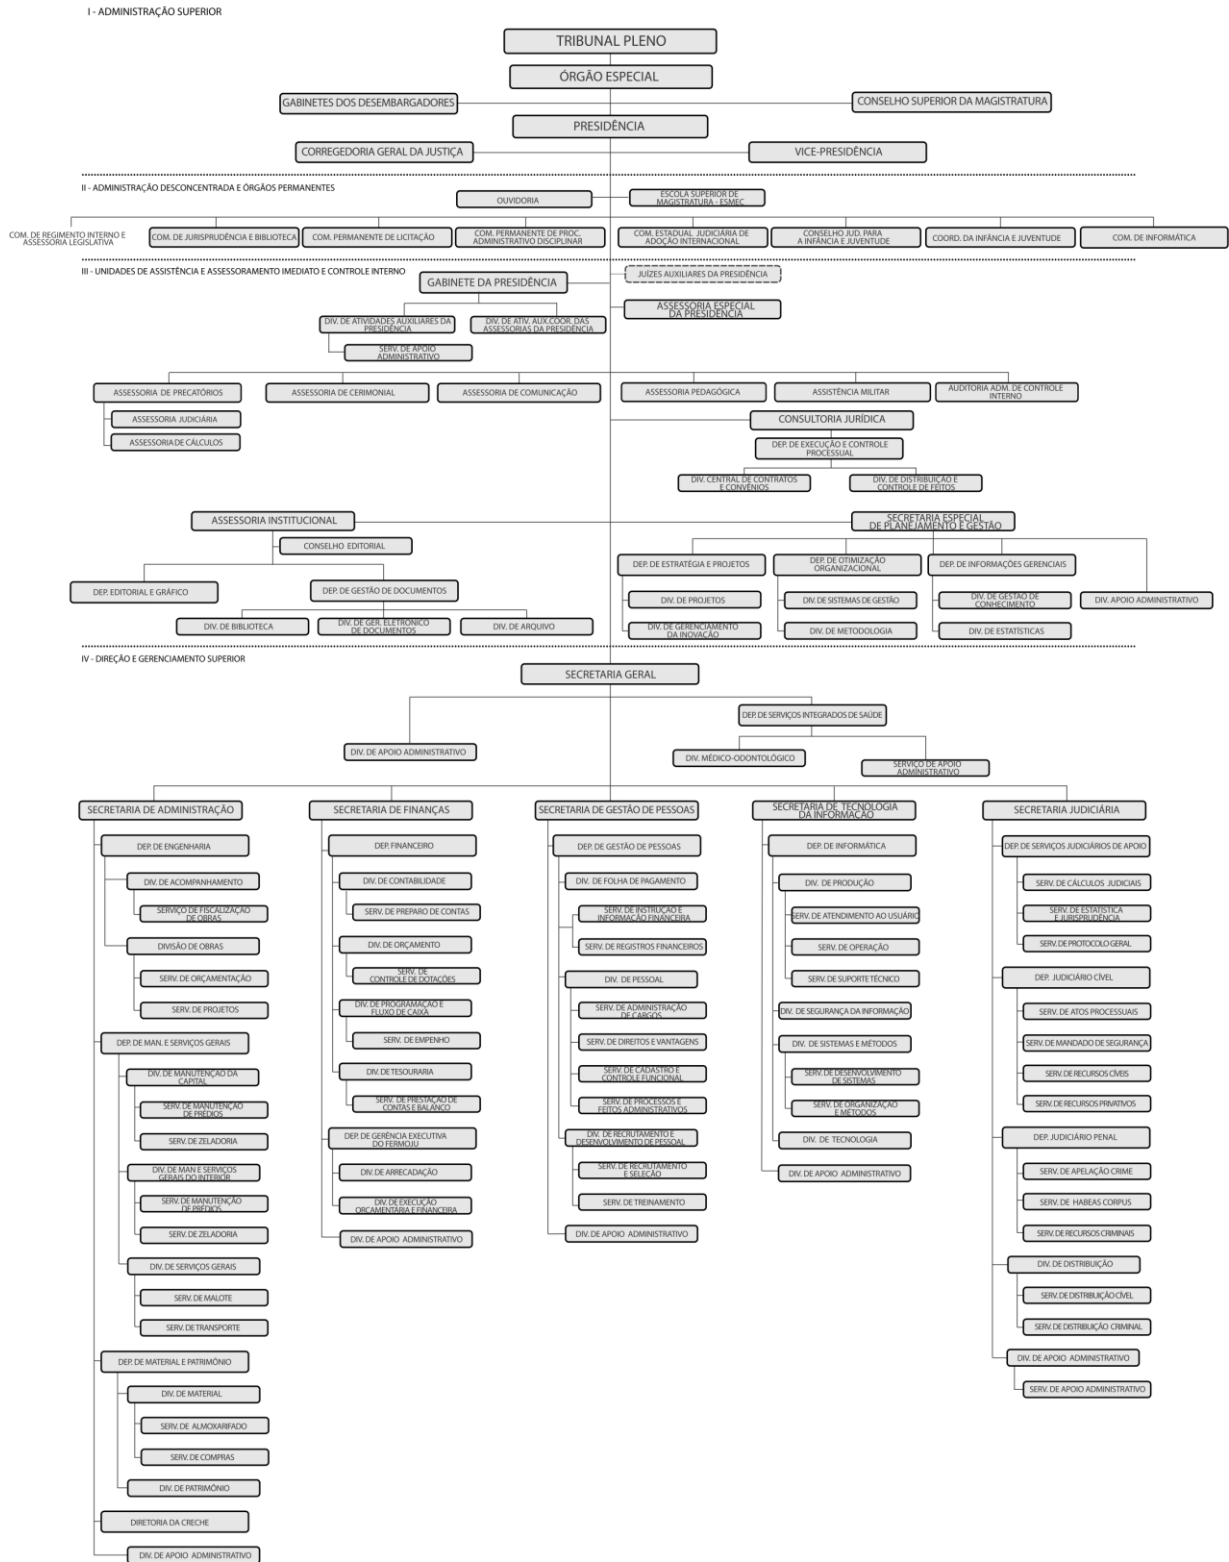 I - ADMINISTRAÇÃO SUPERIOR
TRIBUNAL PLENO
ÓRGÃO ESPECIAL
GABINETES DOS DESEMBARGADORES
CONSELHO SUPERIOR DA MAGISTRATURA
PRESIDÊNCIA
CORREGEDORIA GERAL DA JUSTIÇA
VICE-PRESIDÊNCIA
II - ADMINISTRAÇÃO DESCONCENTRADA E ÓRGÃOS PERMANENTES
OUVIDORIA
ESCOLA SUPERIOR DE
MAGISTRATURA - ESMEC
COM. DE REGIMENTO INTERNO E
ASSESSORIA LEGISLATIVA
COM. DE JURISPRUDÊNCIA E BIBLIOTECA
COM. PERMANENTE DE LICITAÇÃO
COM. PERMANENTE DE PROC.
ADMINISTRATIVO DISCIPLINAR
COM. ESTADUAL JUDICIÁRIA DE
ADOÇÃO INTERNACIONAL
CONSELHO JUD. PARA
A INFÂNCIA E JUVENTUDE
COORD. DA INFÂNCIA E JUVENTUDE
COM. DE INFORMÁTICA
III - UNIDADES DE ASSISTÊNCIA E ASSESSORAMENTO IMEDIATO E CONTROLE INTERNO
JUÍZES AUXILIARES DA PRESIDÊNCIA
GABINETE DA PRESIDÊNCIA
ASSESSORIA ESPECIAL
DA PRESIDÊNCIA
DIV. DE ATIVIDADES AUXILIARES DA
PRESIDÊNCIA
DIV. DE ATIV. AUX.COOR. DAS
ASSESSORIAS DA PRESIDÊNCIA
SERV. DE APOIO
ADMINISTRATIVO
ASSESSORIA DE PRECATÓRIOS
ASSESSORIA DE CERIMONIAL
ASSESSORIA DE COMUNICAÇÃO
ASSESSORIA PEDAGÓGICA
ASSISTÊNCIA MILITAR
AUDITORIA ADM. DE CONTROLE
INTERNO
ASSESSORIA JUDICIÁRIA
ASSESSORIA DE CÁLCULOS
CONSULTORIA JURÍDICA
DEP. DE EXECUÇÃO E CONTROLE
PROCESSUAL
DIV. CENTRAL DE CONTRATOS
E CONVÊNIOS
DIV. DE DISTRIBUIÇÃO E
CONTROLE DE FEITOS
ASSESSORIA INSTITUCIONAL
SECRETARIA ESPECIAL
DE PLANEJAMENTO E GESTÃO
CONSELHO EDITORIAL
DEP. EDITORIAL E GRÁFICO
DEP. DE GESTÃO DE DOCUMENTOS
DIV. DE BIBLIOTECA
DIV. DE GER. ELETRÔNICO
DE DOCUMENTOS
DIV. DE ARQUIVO
DEP. DE ESTRATÉGIA E PROJETOS
DEP. DE OTIMIZAÇÃO
ORGANIZACIONAL
DEP. DE INFORMAÇÕES GERENCIAIS
DIV. APOIO ADMINISTRATIVO
DIV. DE PROJETOS
DIV. DE SISTEMAS DE GESTÃO
DIV. DE GESTÃO DE
CONHECIMENTO
DIV. DE GERENCIAMENTO
DA INOVAÇÃO
DIV. DE METODOLOGIA
DIV. DE ESTATÍSTICAS
IV - DIREÇÃO E GERENCIAMENTO SUPERIOR
SECRETARIA GERAL
DEP. DE SERVIÇOS INTEGRADOS DE SAÚDE
DIV. DE APOIO ADMINISTRATIVO
DIV. MÉDICO-ODONTOLÓGICO
SERVIÇO DE APOIO
ADMINISTRATIVO
SECRETARIA DE ADMINISTRAÇÃO
DEP. DE ENGENHARIA
DIV. DE ACOMPANHAMENTO
SERVIÇO DE FISCALIZAÇÃO
DE OBRAS
DIVISÃO DE OBRAS
SERV. DE ORÇAMENTAÇÃO
SERV. DE PROJETOS
DEP. DE MAN. E SERVIÇOS GERAIS
DIV. DE MANUTENÇÃO DA
CAPITAL
SERV. DE MANUTENÇÃO
DE PRÉDIOS
SERV. DE ZELADORIA
DIV. DE MAN E SERVIÇOS
GERAIS DO INTERIOR
SERV. DE MANUTENÇÃO
DE PRÉDIOS
SERV. DE ZELADORIA
DIV. DE SERVIÇOS GERAIS
SERV. DE MALOTE
SERV. DE TRANSPORTE
DEP. DE MATERIAL E PATRIMÔNIO
DIV. DE MATERIAL
SERV. DE ALMOXARIFADO
SERV. DE COMPRAS
DIV. DE PATRIMÔNIO
DIRETORIA DA CRECHE
DIV. DE APOIO ADMINISTRATIVO
SECRETARIA DE FINANÇAS
DEP. FINANCEIRO
DIV. DE CONTABILIDADE
SERV. DE PREPARO DE CONTAS
DIV. DE ORÇAMENTO
SERV. DE
CONTROLE DE DOTAÇÕES
DIV. DE PROGRAMAÇÃO E
FLUXO DE CAIXA
SERV. DE EMPENHO
DIV. DE TESOURARIA
SERV. DE PRESTAÇÃO DE
CONTAS E BALANÇO
DEP. DE GERÊNCIA EXECUTIVA
DO FERMOJU
DIV. DE ARRECADAÇÃO
DIV. DE EXECUÇÃO
ORÇAMENTÁRIA E FINANCEIRA
DIV. DE APOIO ADMINISTRATIVO
SECRETARIA DE GESTÃO DE PESSOAS
DEP. DE GESTÃO DE PESSOAS
DIV. DE FOLHA DE PAGAMENTO
SERV. DE INSTRUÇÃO E
INFORMAÇÃO FINANCEIRA
SERV. DE REGISTROS FINANCEIROS
DIV. DE PESSOAL
SERV. DE ADMINISTRAÇÃO
DE CARGOS
SERV. DE DIREITOS E VANTAGENS
SERV. DE CADASTRO E
CONTROLE FUNCIONAL
SERV. DE PROCESSOS E
FEITOS ADMINISTRATIVOS
DIV. DE RECRUTAMENTO E
DESENVOLVIMENTO DE PESSOAL
SERV. DE RECRUTAMENTO
E SELEÇÃO
SERV. DE TREINAMENTO
DIV. DE APOIO ADMINISTRATIVO
SECRETARIA DE TECNOLOGIA
DA INFORMAÇÃO
DEP. DE INFORMÁTICA
DIV. DE PRODUÇÃO
SERV. DE ATENDIMENTO AO USUÁRIO
SERV. DE OPERAÇÃO
SERV. DE SUPORTE TÉCNICO
DIV. DE SEGURANÇA DA INFORMAÇÃO
DIV. DE SISTEMAS E MÉTODOS
SERV. DE DESENVOLVIMENTO
DE SISTEMAS
SERV. DE ORGANIZAÇÃO
E MÉTODOS
DIV. DE TECNOLOGIA
DIV. DE APOIO ADMINISTRATIVO
SECRETARIA JUDICIÁRIA
DEP. DE SERVIÇOS JUDICIÁRIOS DE APOIO
SERV. DE CÁLCULOS JUDICIAIS
SERV. DE ESTATÍSTICA
E JURISPRUDÊNCIA
SERV. DE PROTOCOLO GERAL
DEP. JUDICIÁRIO CÍVEL
SERV. DE ATOS PROCESSUAIS
SERV. DE MANDADO DE SEGURANÇA
SERV. DE RECURSOS CÍVEIS
SERV. DE RECURSOS PRIVATIVOS
DEP. JUDICIÁRIO PENAL
SERV. DE APELAÇÃO CRIME
SERV. DE HABEAS CORPUS
SERV. DE RECURSOS CRIMINAIS
DIV. DE DISTRIBUIÇÃO
SERV. DE DISTRIBUIÇÃO CÍVEL
SERV. DE DISTRIBUIÇÃO CRIMINAL
DIV. DE APOIO ADMINISTRATIVO
SERV. DE APOIO ADMINISTRATIVO